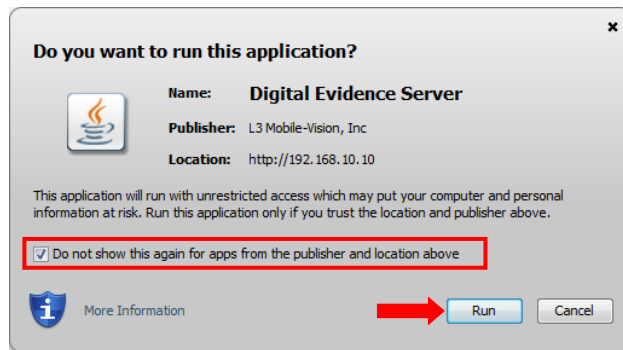 Do you want to run this application?
Name: Digital Evidence Server
Publisher: L3 Mobile-Vision, Inc
Location: http://192.168.10.10
This application will run with unrestricted access which may put your computer and personal
information at risk. Run this application only if you trust the location and publisher above.
Do not show this again for apps from the publisher and location above
More Information Run Cancel